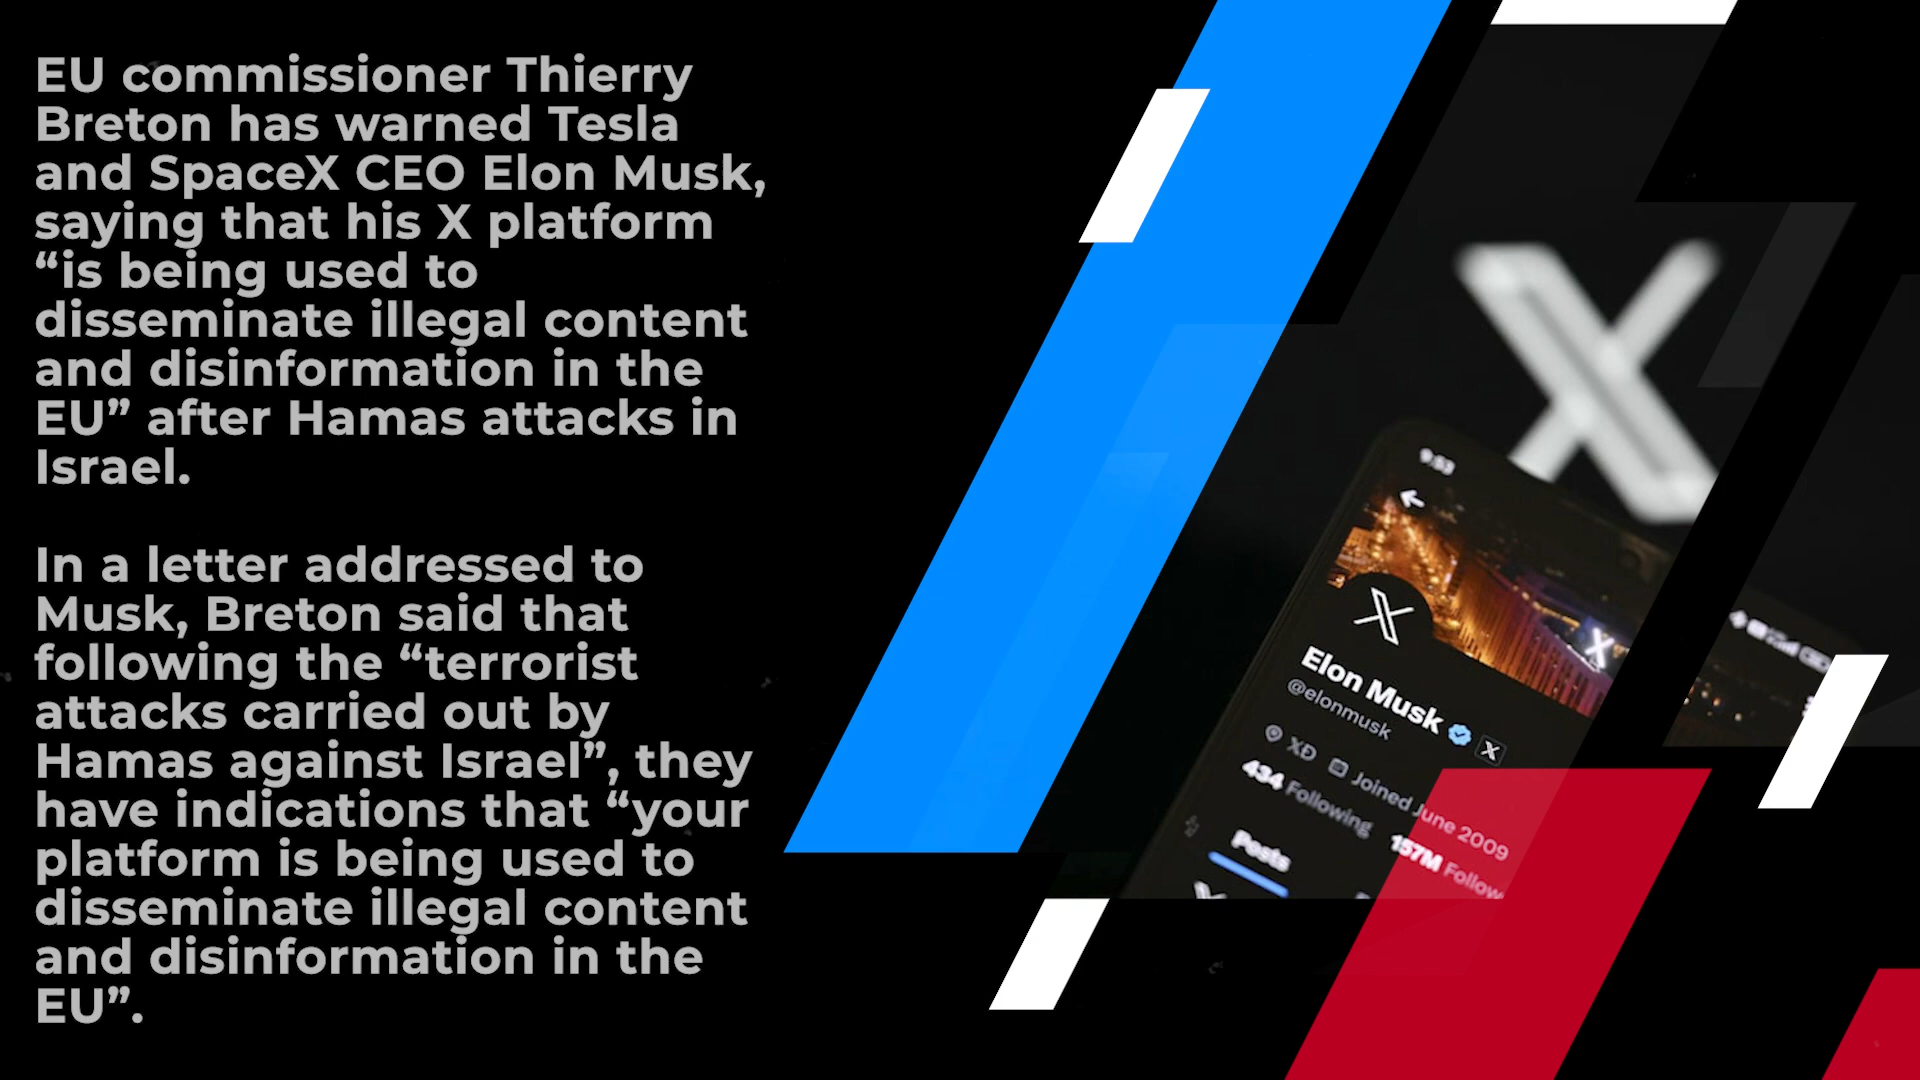 EU commissioner Thierry
Breton has warned Tesla
and SpaceX CEO Elon Musk,
saying that his X platform
“is being used to
disseminate illegal content
and disinformation in the
EU” after Hamas attacks in
Israel.
In a letter addressed to
Musk, Breton said that
following the “terrorist
attacks carried out by
Hamas against Israel”, they
have indications that “your
platform is being used to
disseminate illegal content
and disinformation in the
EU”.
X
9:53
X
X
Elon Musk
@elonmusk
X
XĐ Joined June 2009
434 Following 157M Follow
Posts